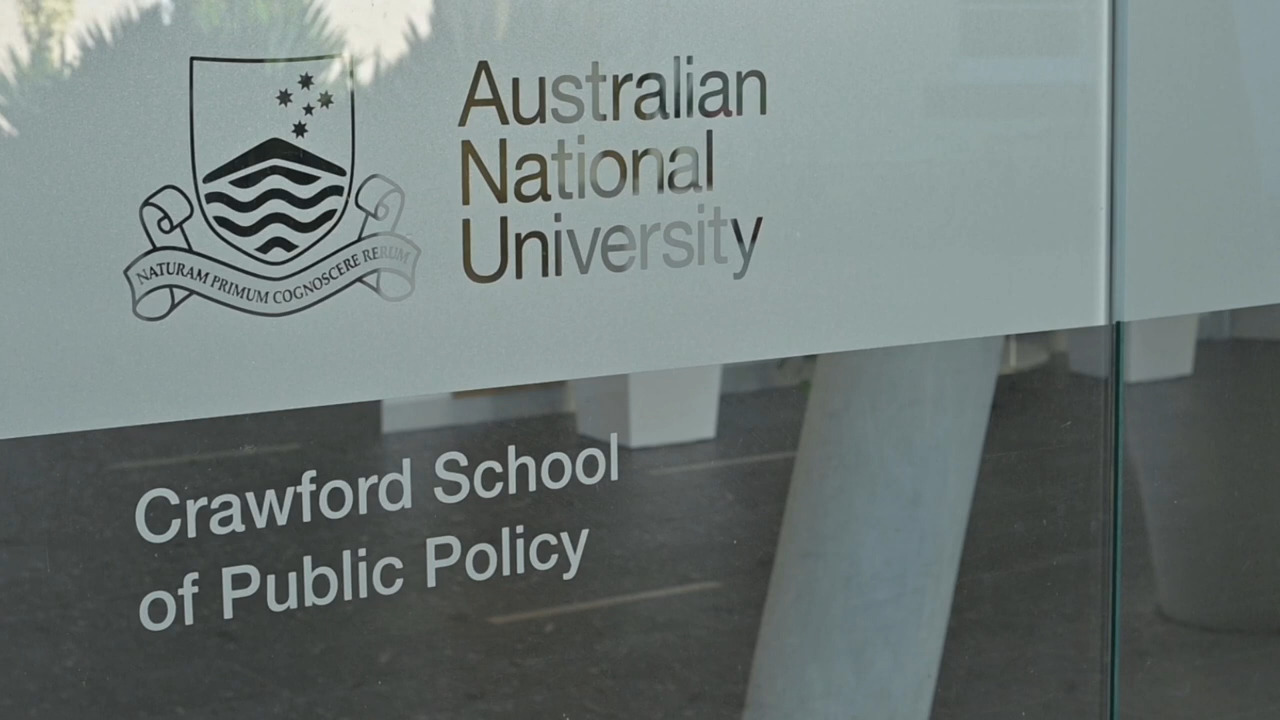 Australian
National
University
NATURAM PRIMUM COGNOSCERE RERUM
Crawford School
of Public Policy